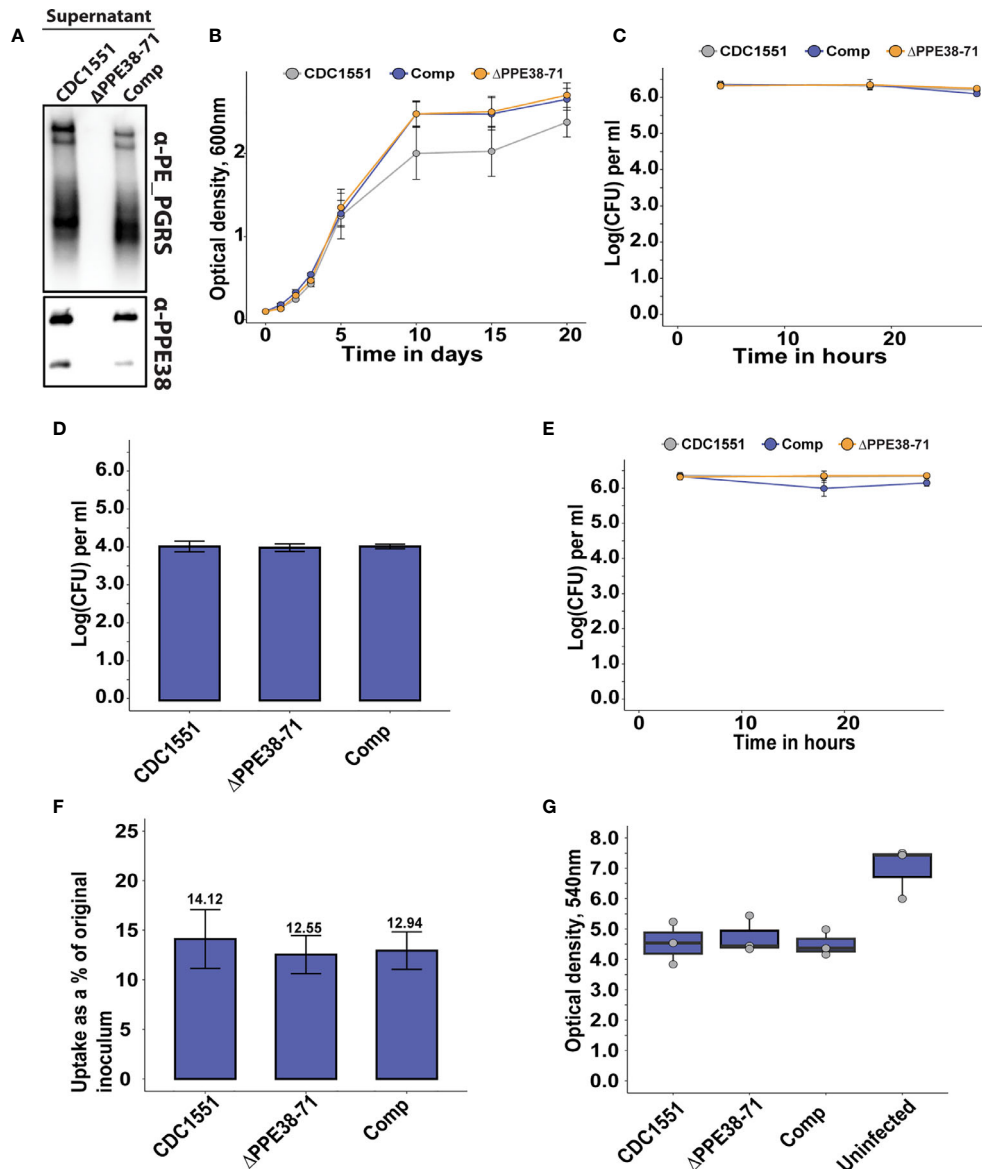 A
Supernatant
CDC1551
ΔPPE38-71
Comp
α-PE_PGRS
α-PPE38
B
CDC1551 Comp ΔPPE38-71
Optical density, 600nm
2
1
0
0 5 10 15 20
Time in days
C
CDC1551 Comp ΔPPE38-71
Log(CFU) per ml
6.0
5.0
4.0
3.0
2.0
1.0
0.0
0 10 20
Time in hours
D
Log(CFU) per ml
6.0
5.0
4.0
3.0
2.0
1.0
0.0
CDC1551
ΔPPE38-71
Comp
E
CDC1551 Comp ΔPPE38-71
Log(CFU) per ml
6.0
5.0
4.0
3.0
2.0
1.0
0.0
0 10 20
Time in hours
F
Uptake as a % of original
inoculum
25
20
15
10
5
0
14.12
12.55
12.94
CDC1551
ΔPPE38-71
Comp
G
Optical density, 540nm
8.0
7.0
6.0
5.0
4.0
3.0
2.0
1.0
0.0
CDC1551
ΔPPE38-71
Comp
Uninfected